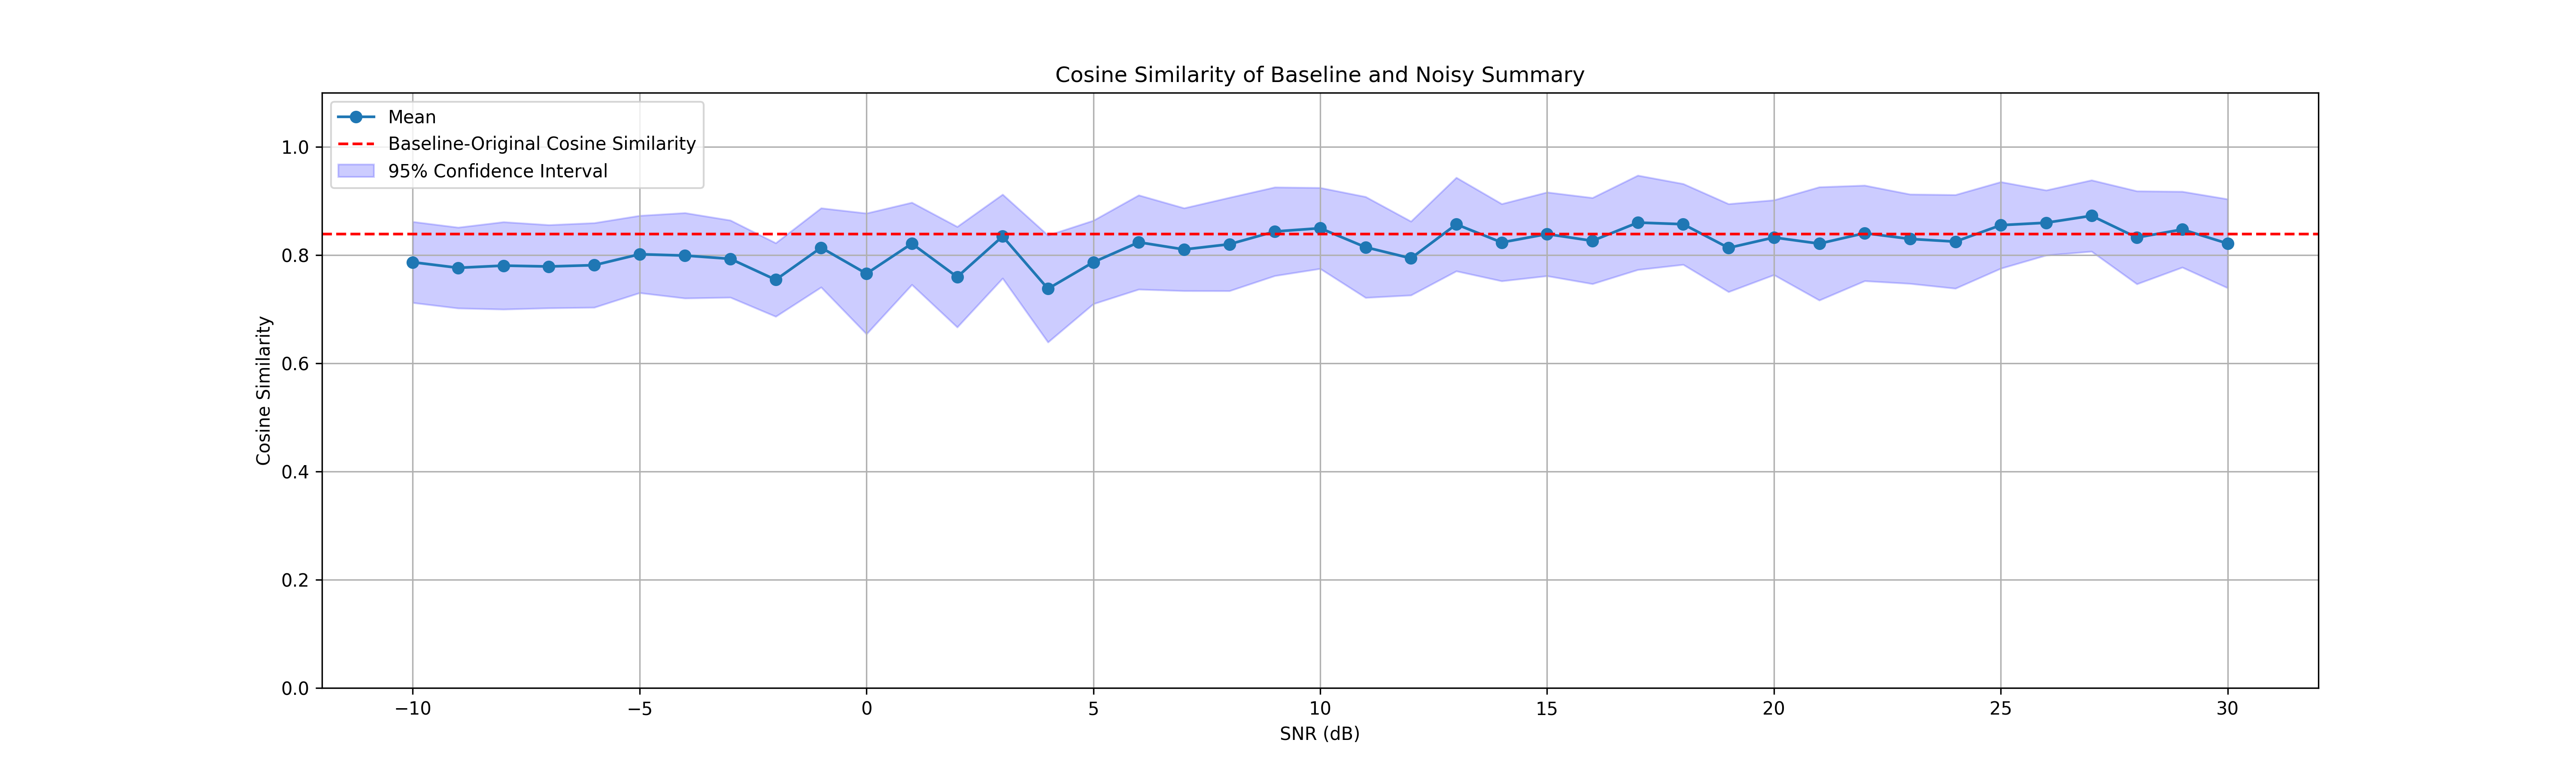 Cosine Similarity of Baseline and Noisy Summary
Mean
Baseline-Original Cosine Similarity
95% Confidence Interval
Cosine Similarity
1.0
0.8
0.6
0.4
0.2
0.0
−10
−5
0
5
10
15
20
25
30
SNR (dB)